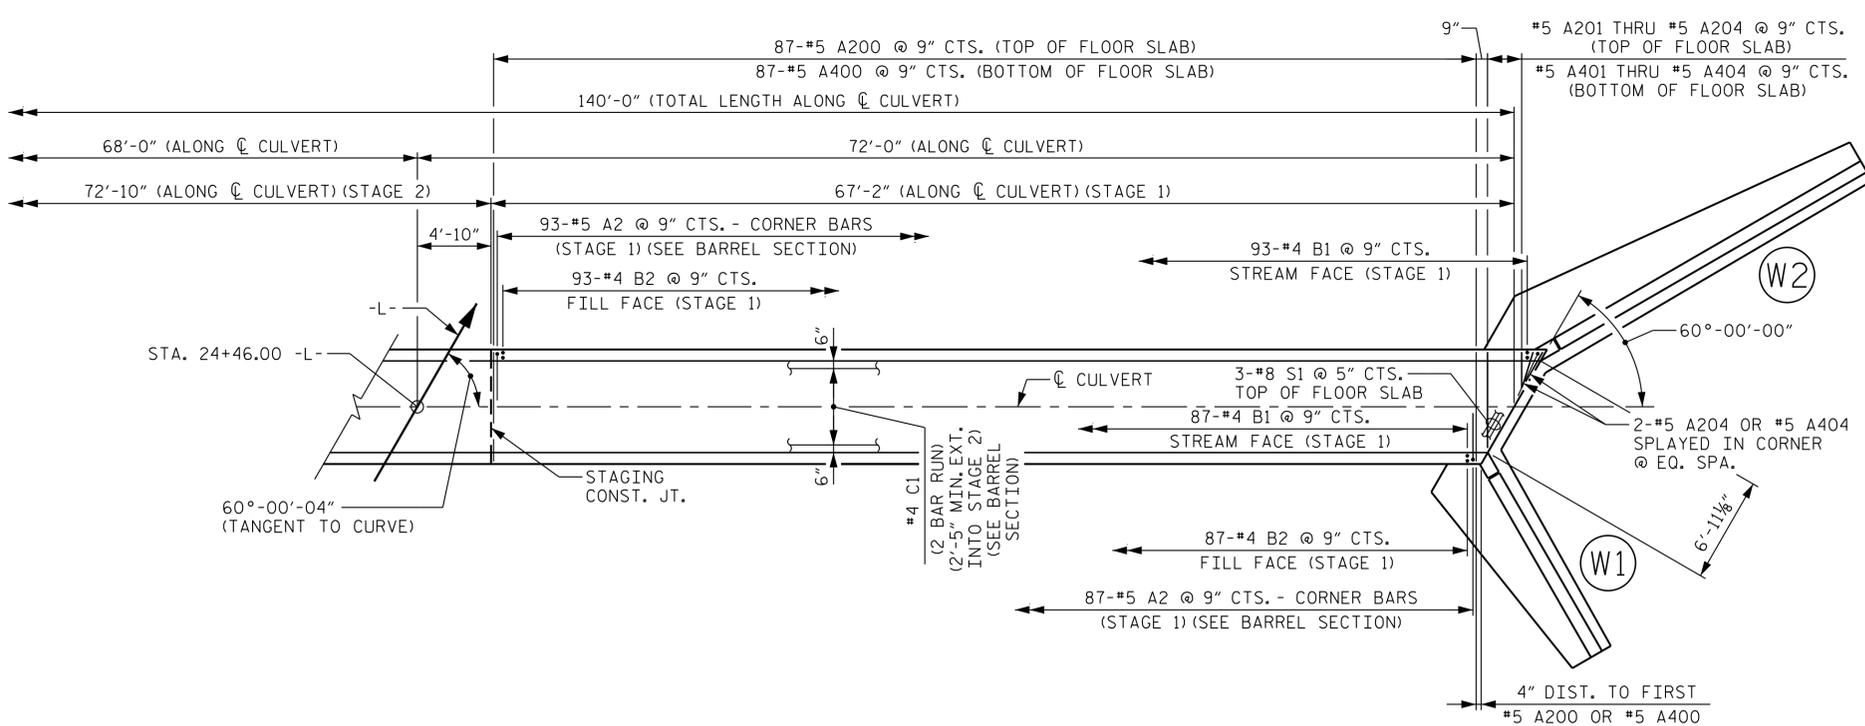 87-#5 A200 @ 9" CTS. (TOP OF FLOOR SLAB)
87-#5 A400 @ 9" CTS. (BOTTOM OF FLOOR SLAB)
9"
#5 A201 THRU #5 A204 @ 9" CTS.
(TOP OF FLOOR SLAB)
#5 A401 THRU #5 A404 @ 9" CTS.
(BOTTOM OF FLOOR SLAB)
140'-0" (TOTAL LENGTH ALONG ℄ CULVERT)
68'-0" (ALONG ℄ CULVERT)
72'-0" (ALONG ℄ CULVERT)
72'-10" (ALONG ℄ CULVERT) (STAGE 2)
67'-2" (ALONG ℄ CULVERT) (STAGE 1)
4'-10"
93-#5 A2 @ 9" CTS. - CORNER BARS
(STAGE 1) (SEE BARREL SECTION)
93-#4 B2 @ 9" CTS.
FILL FACE (STAGE 1)
93-#4 B1 @ 9" CTS.
STREAM FACE (STAGE 1)
W2
60°-00'-00"
-L-
STA. 24+46.00 -L-
6"
℄ CULVERT
3-#8 S1 @ 5" CTS.
TOP OF FLOOR SLAB
87-#4 B1 @ 9" CTS.
STREAM FACE (STAGE 1)
2-#5 A204 OR #5 A404
SPLAYED IN CORNER
@ EQ. SPA.
6"
#4 C1
(2 BAR RUN)
(2'-5" MIN. EXT.
INTO STAGE 2)
(SEE BARREL
SECTION)
STAGING
CONST. JT.
60°-00'-04"
(TANGENT TO CURVE)
6'-11⅛"
87-#4 B2 @ 9" CTS.
FILL FACE (STAGE 1)
W1
87-#5 A2 @ 9" CTS. - CORNER BARS
(STAGE 1) (SEE BARREL SECTION)
4" DIST. TO FIRST
#5 A200 OR #5 A400